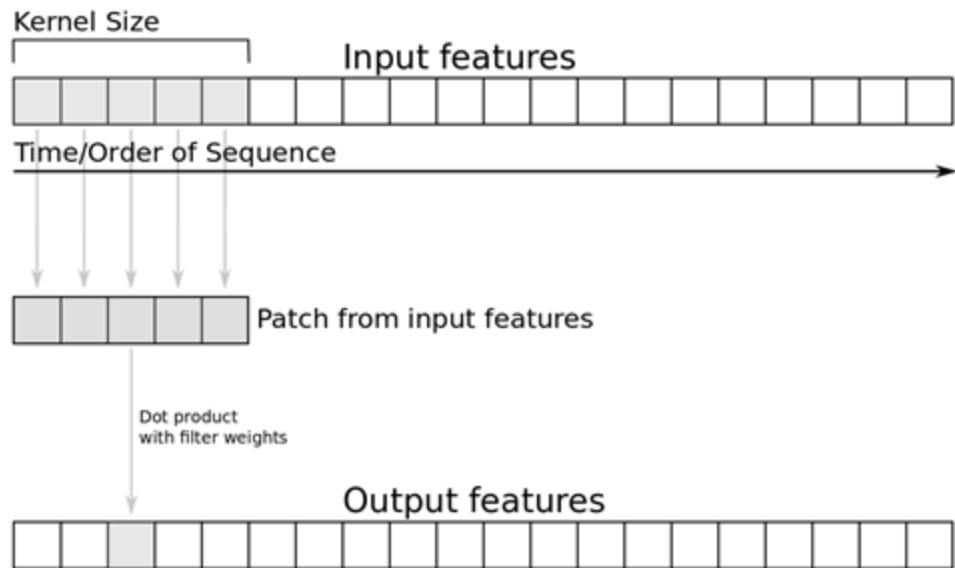 Kernel Size
Input features
Time/Order of Sequence
Patch from input features
Dot product
with filter weights
Output features